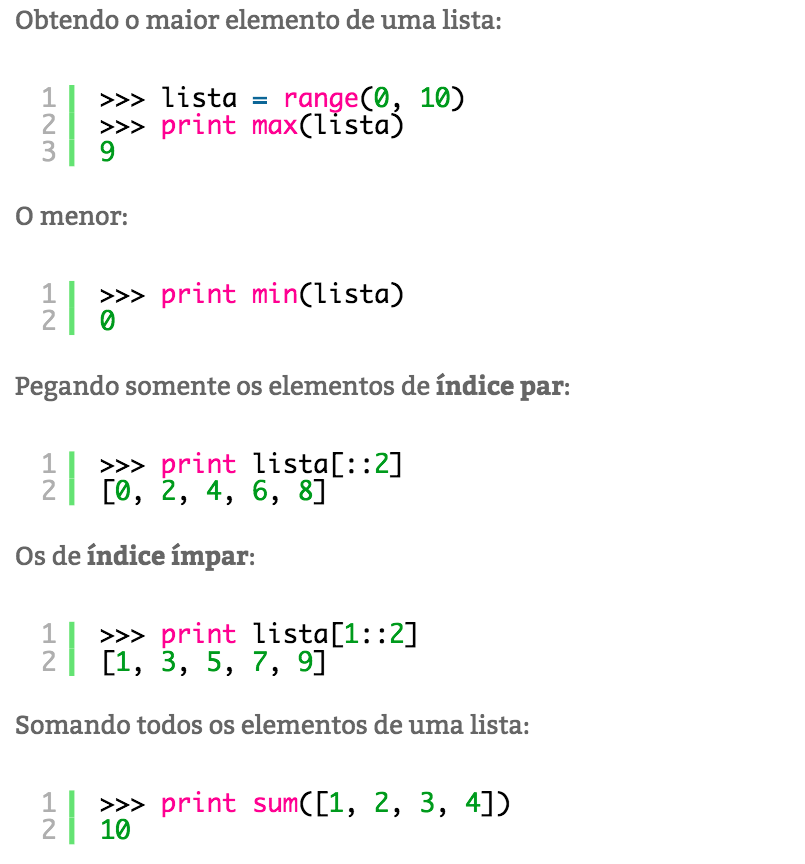 Obtendo o maior elemento de uma lista:
1 >>> lista = range(0, 10)
2 >>> print max(lista)
3 9
O menor:
1 >>> print min(lista)
2 0
Pegando somente os elementos de índice par:
1 >>> print lista[::2]
2 [0, 2, 4, 6, 8]
Os de índice ímpar:
1 >>> print lista[1::2]
2 [1, 3, 5, 7, 9]
Somando todos os elementos de uma lista:
1 >>> print sum([1, 2, 3, 4])
2 10